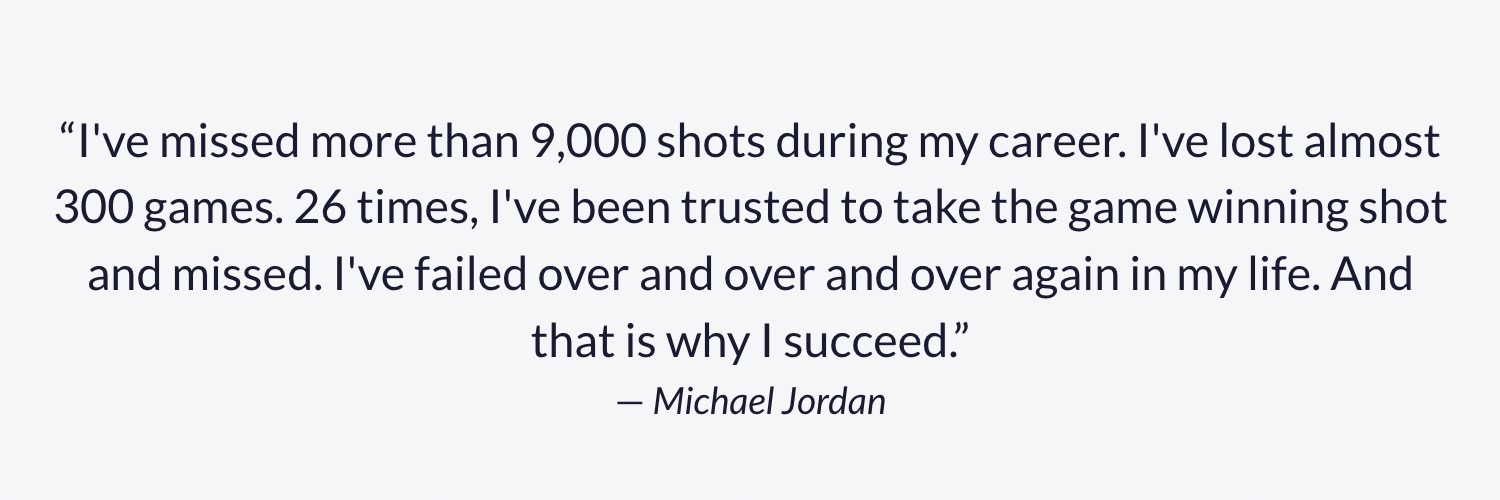 “I've missed more than 9,000 shots during my career. I've lost almost
300 games. 26 times, I've been trusted to take the game winning shot
and missed. I've failed over and over and over again in my life. And
that is why I succeed.”
— Michael Jordan